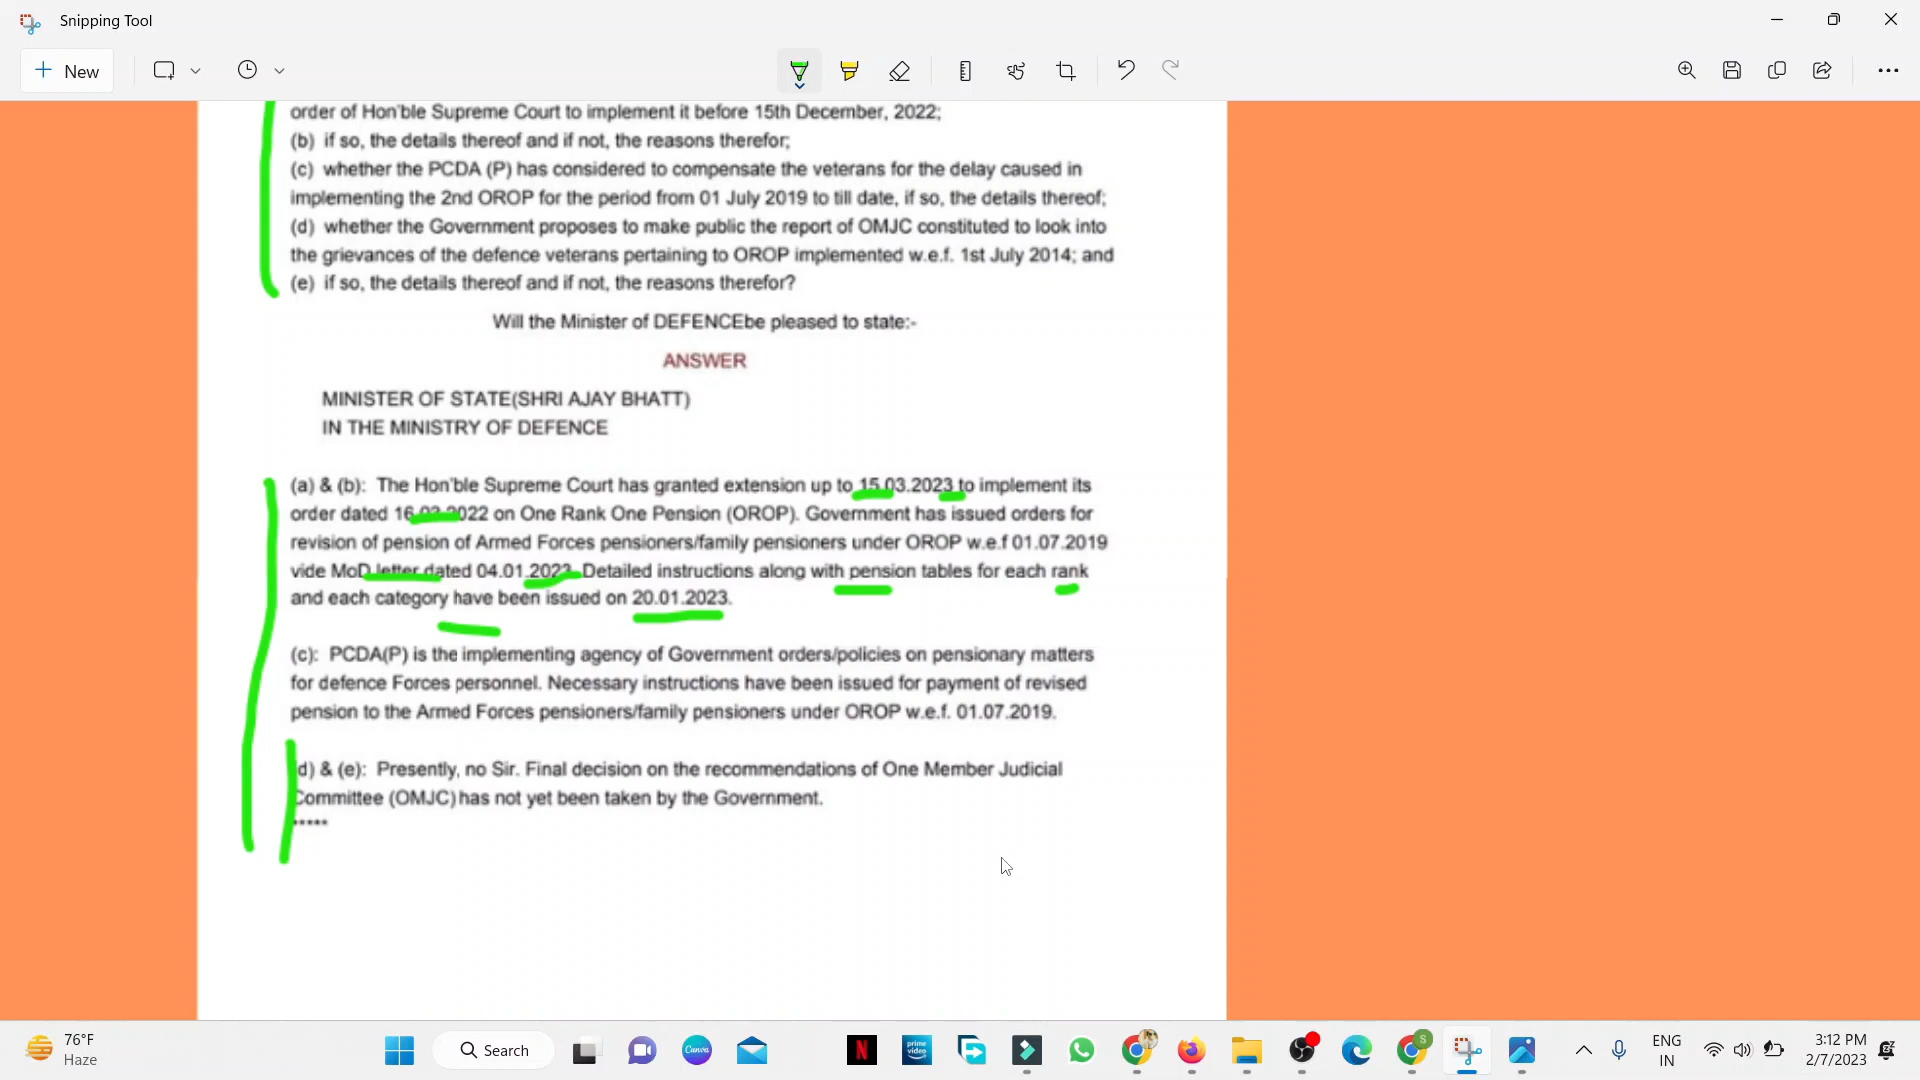 Snipping Tool
New
order of Hon'ble Supreme Court to implement it before 15th December, 2022;
(b) if so, the details thereof and if not, the reasons therefor;
(c) whether the PCDA (P) has considered to compensate the veterans for the delay caused in
implementing the 2nd OROP for the period from 01 July 2019 to till date, if so, the details thereof;
(d) whether the Government proposes to make public the report of OMJC constituted to look into
the grievances of the defence veterans pertaining to OROP implemented w.e.f. 1st July 2014; and
(e) if so, the details thereof and if not, the reasons therefor?
Will the Minister of DEFENCEbe pleased to state:-
ANSWER
MINISTER OF STATE(SHRI AJAY BHATT)
IN THE MINISTRY OF DEFENCE
(a) & (b): The Hon'ble Supreme Court has granted extension up to 15.03.2023 to implement its
order dated 16.03.2022 on One Rank One Pension (OROP). Government has issued orders for
revision of pension of Armed Forces pensioners/family pensioners under OROP w.e.f 01.07.2019
vide MoD letter dated 04.01.2023. Detailed instructions along with pension tables for each rank
and each category have been issued on 20.01.2023.
(c): PCDA(P) is the implementing agency of Government orders/policies on pensionary matters
for defence Forces personnel. Necessary instructions have been issued for payment of revised
pension to the Armed Forces pensioners/family pensioners under OROP w.e.f. 01.07.2019.
d) & (e): Presently, no Sir. Final decision on the recommendations of One Member Judicial
Committee (OMJC) has not yet been taken by the Government.
*****
76°F
Haze
Search
Canva
N
prime video
S
ENG
IN
3:12 PM
2/7/2023